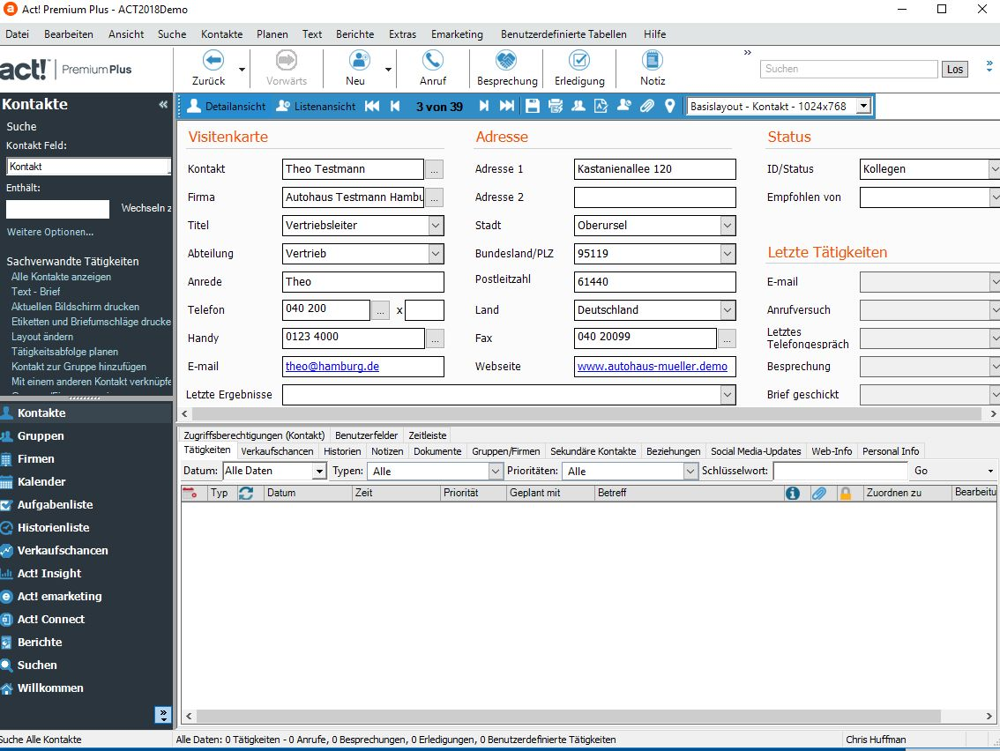 Act! Premium Plus - ACT2018Demo
Datei Bearbeiten Ansicht Suche Kontakte Planen Text Berichte Extras Emarketing Benutzerdefinierte Tabellen Hilfe
act! Premium Plus
Zurück Vorwärts Neu Anruf Besprechung Erledigung Notiz » Suchen Los »
Kontakte «
Detailansicht Listenansicht 3 von 39 Basislayout - Kontakt - 1024x768
Suche
Kontakt Feld:
Kontakt
Enthält:
Wechseln z
Weitere Optionen...
Sachverwandte Tätigkeiten
Alle Kontakte anzeigen
Text - Brief
Aktuellen Bildschirm drucken
Etiketten und Briefumschläge drucke
Layout ändern
Tätigkeitsabfolge planen
Kontakt zur Gruppe hinzufügen
Mit einem anderen Kontakt verknüpfe
Kontakte
Gruppen
Firmen
Kalender
Aufgabenliste
Historienliste
Verkaufschancen
Act! Insight
Act! emarketing
Act! Connect
Berichte
Suchen
Willkommen
»
Visitenkarte Adresse Status
Kontakt Theo Testmann ... Adresse 1 Kastanienallee 120 ID/Status Kollegen
Firma Autohaus Testmann Hambu ... Adresse 2 Empfohlen von
Titel Vertriebsleiter Stadt Oberursel
Abteilung Vertrieb Bundesland/PLZ 95119 Letzte Tätigkeiten
Anrede Theo Postleitzahl 61440 E-mail
Telefon 040 200 ... x Land Deutschland Anrufversuch
Handy 0123 4000 ... Fax 040 20099 ... Letztes Telefongespräch
E-mail theo@hamburg.de Webseite www.autohaus-mueller.demo Besprechung
Letzte Ergebnisse Brief geschickt
Zugriffsberechtigungen (Kontakt) Benutzerfelder Zeitleiste
Tätigkeiten Verkaufschancen Historien Notizen Dokumente Gruppen/Firmen Sekundäre Kontakte Beziehungen Social Media-Updates Web-Info Personal Info
Datum: Alle Daten Typen: Alle Prioritäten: Alle Schlüsselwort: Go
Typ Datum Zeit Priorität Geplant mit Betreff Zuordnen zu Bearbeitu
Suche Alle Kontakte Alle Daten: 0 Tätigkeiten - 0 Anrufe, 0 Besprechungen, 0 Erledigungen, 0 Benutzerdefinierte Tätigkeiten Chris Huffman